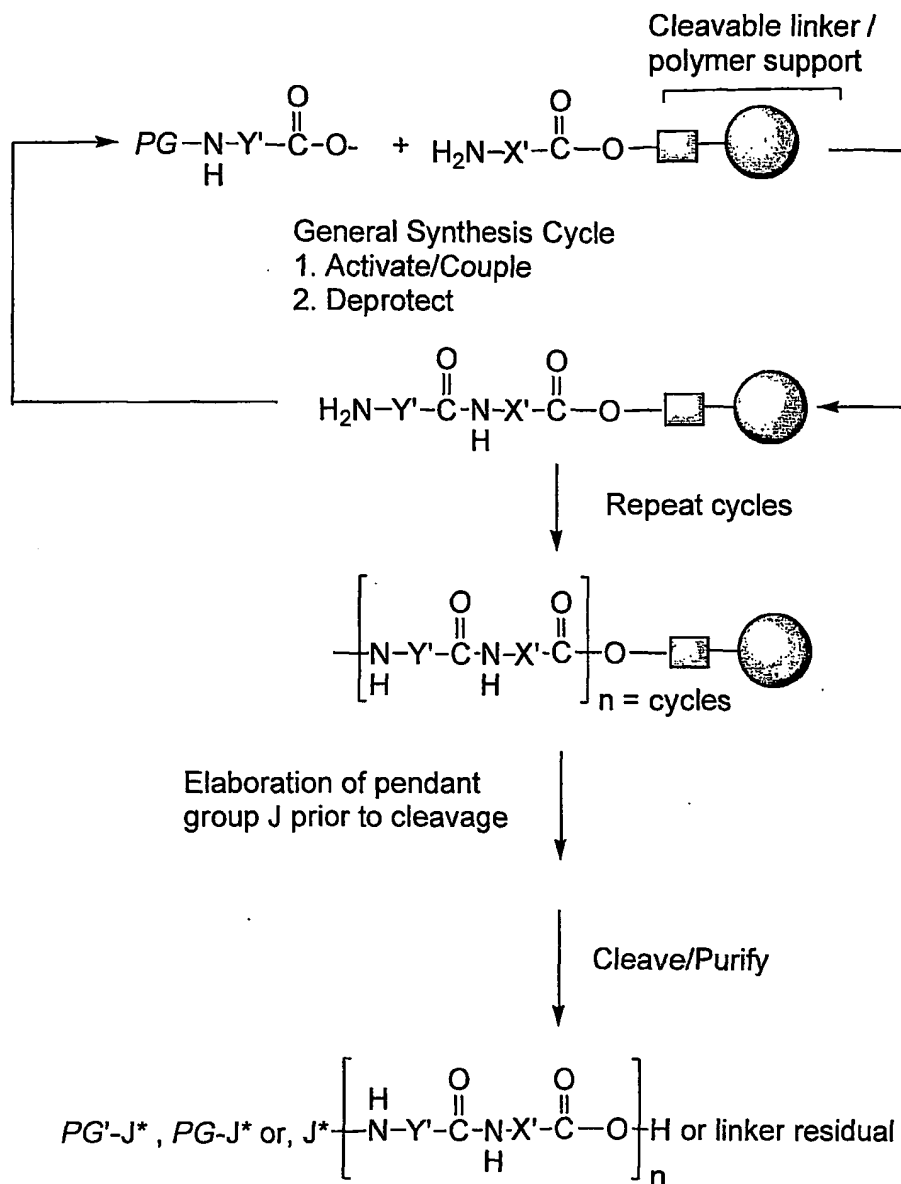 Cleavable linker /
polymer support
PG–N(H)–Y'–C(=O)–O- + H₂N–X'–C(=O)–O–
General Synthesis Cycle
1. Activate/Couple
2. Deprotect
H₂N–Y'–C(=O)–N(H)–X'–C(=O)–O–
Repeat cycles
–[N(H)–Y'–C(=O)–N(H)–X'–C(=O)]–O–
n = cycles
Elaboration of pendant
group J prior to cleavage
Cleave/Purify
PG'-J* , PG-J* or, J*–[N(H)–Y'–C(=O)–N(H)-X'–C(=O)–O]n–H or linker residual